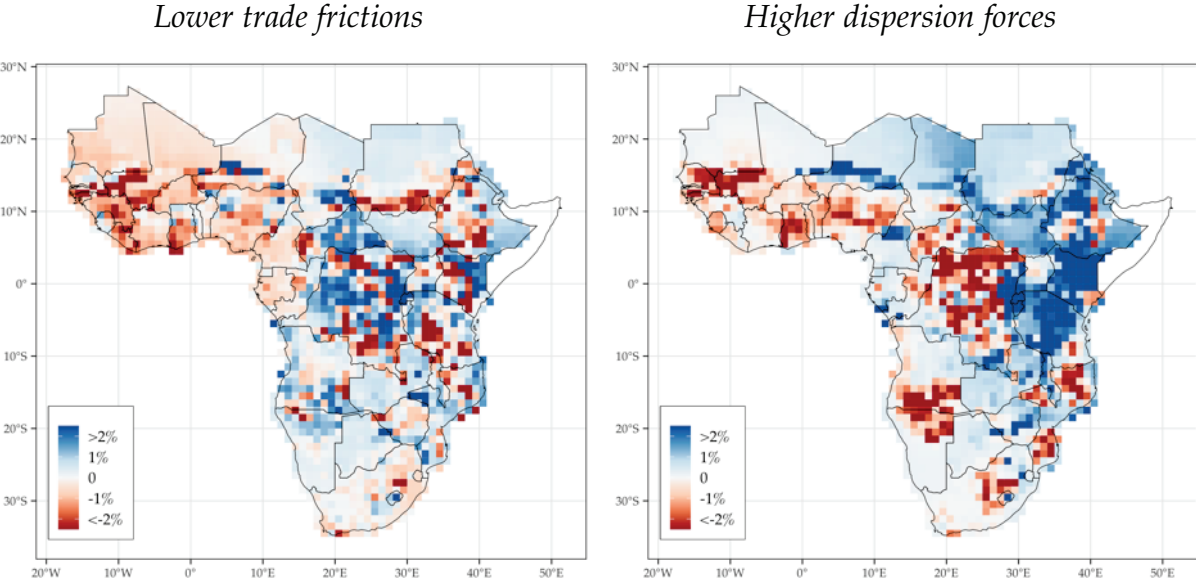 Lower trade frictions
Higher dispersion forces
30°N
20°N
10°N
0°
10°S
20°S
30°S
>2%
1%
0
-1%
<-2%
20°W
10°W
0°
10°E
20°E
30°E
40°E
50°E
30°N
20°N
10°N
0°
10°S
20°S
30°S
>2%
1%
0
-1%
<-2%
20°W
10°W
0°
10°E
20°E
30°E
40°E
50°E